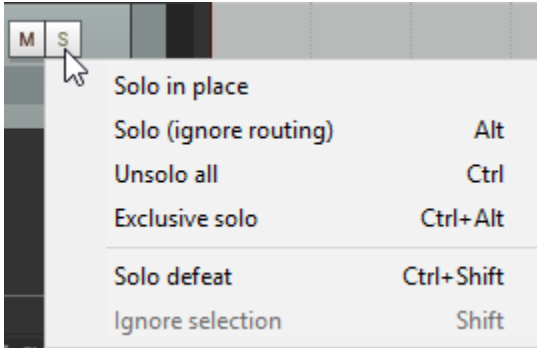 M S
Solo in place
Solo (ignore routing) Alt
Unsolo all Ctrl
Exclusive solo Ctrl+Alt
Solo defeat Ctrl+Shift
Ignore selection Shift